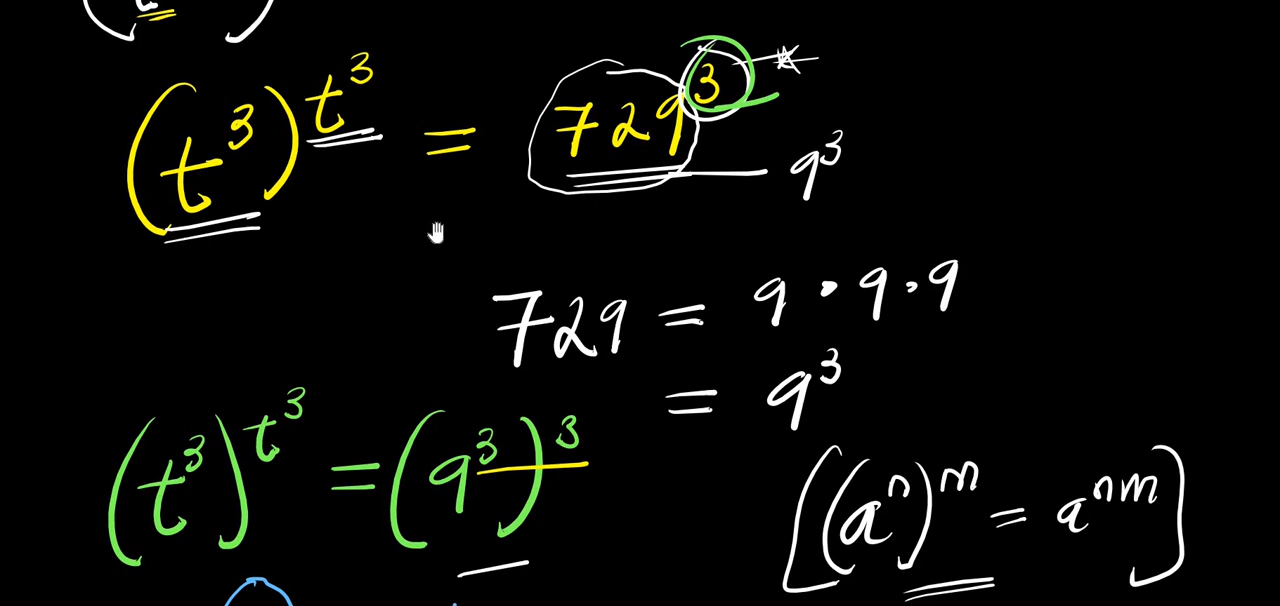 (t³)^t³ = 729³
9³
729 = 9 · 9 · 9
= 9³
(t³)^t³ = (9³)³
[(aⁿ)ᵐ = aⁿᵐ]